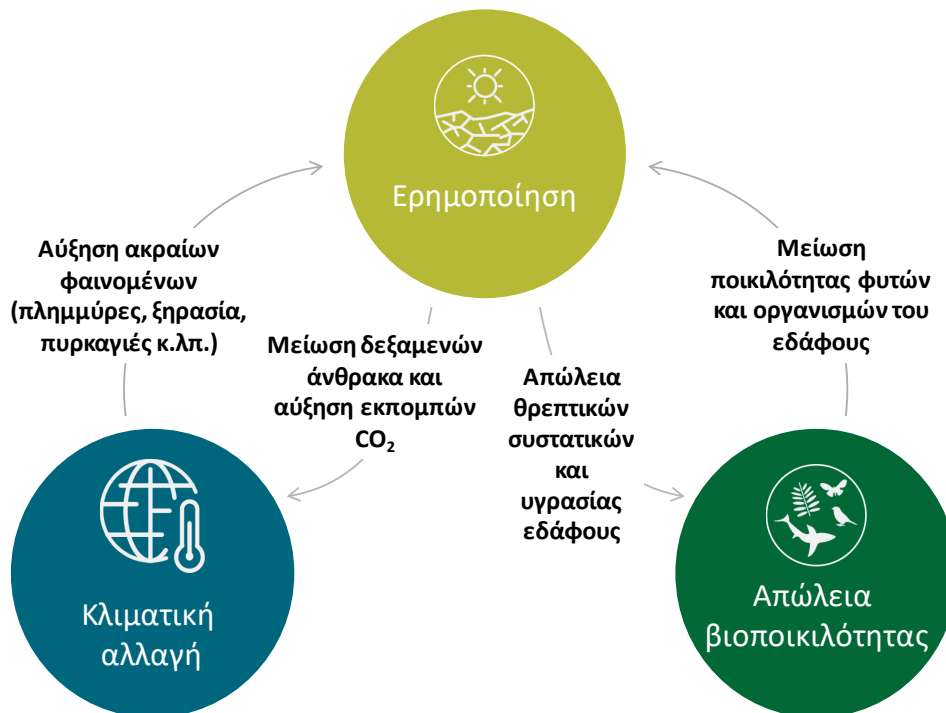 Ερημοποίηση
Αύξηση ακραίων
φαινομένων
(πλημμύρες, ξηρασία,
πυρκαγιές κ.λπ.)
Μείωση δεξαμενών
άνθρακα και
αύξηση εκπομπών
CO₂
Απώλεια
θρεπτικών
συστατικών
και
υγρασίας
εδάφους
Μείωση
ποικιλότητας φυτών
και οργανισμών του
εδάφους
Κλιματική
αλλαγή
Απώλεια
βιοποικιλότητας